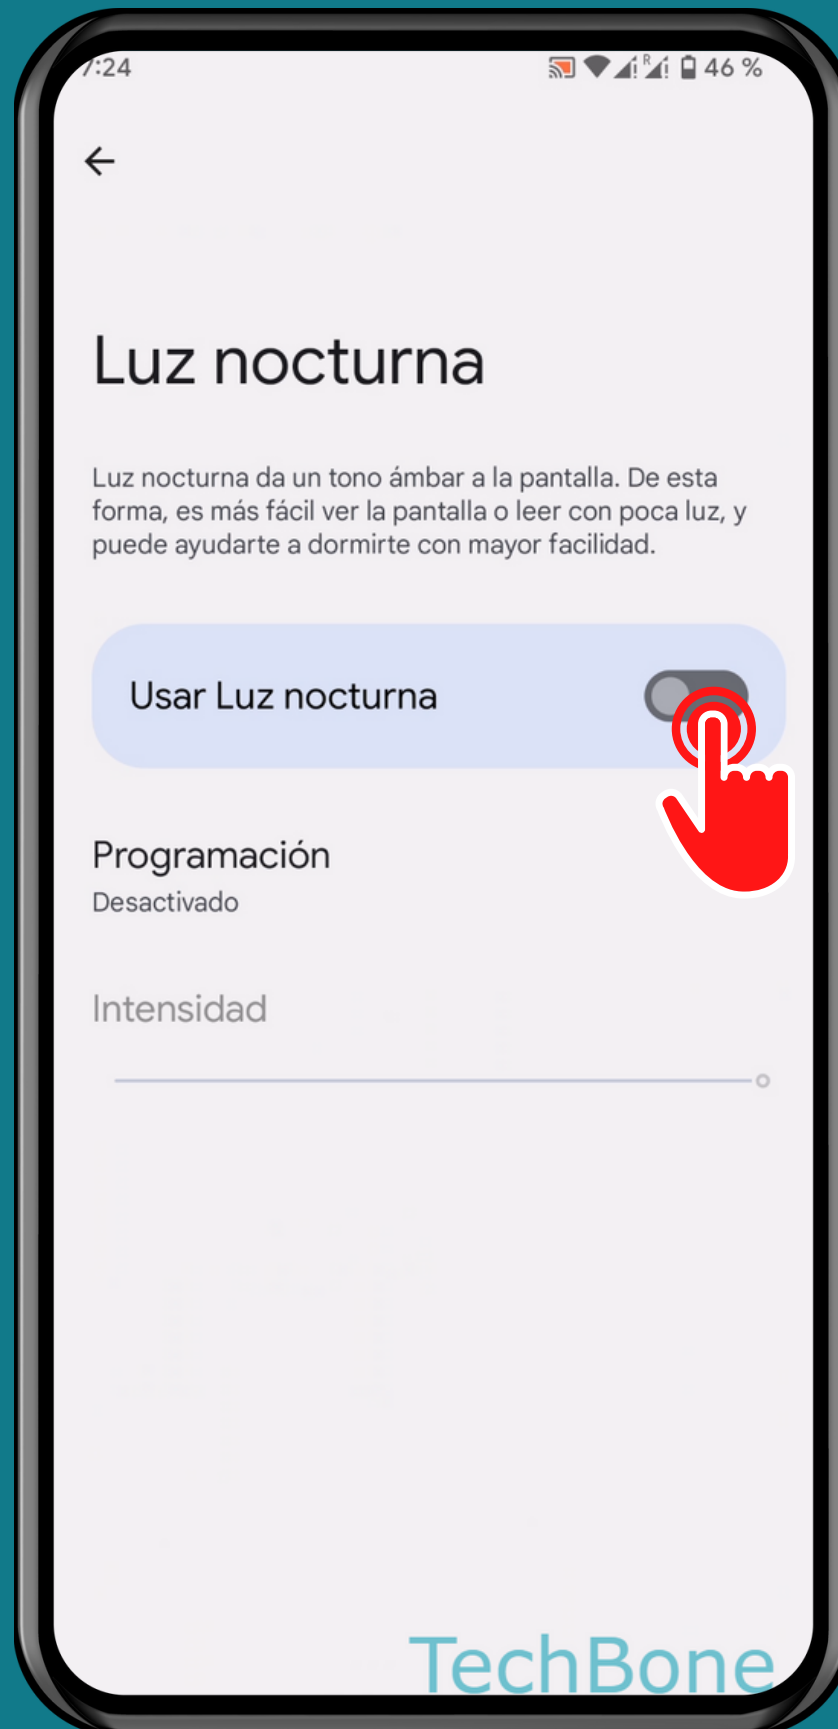 7:24
R
46 %
Luz nocturna
Luz nocturna da un tono ámbar a la pantalla. De esta
forma, es más fácil ver la pantalla o leer con poca luz, y
puede ayudarte a dormirte con mayor facilidad.
Usar Luz nocturna
Programación
Desactivado
Intensidad
TechBone